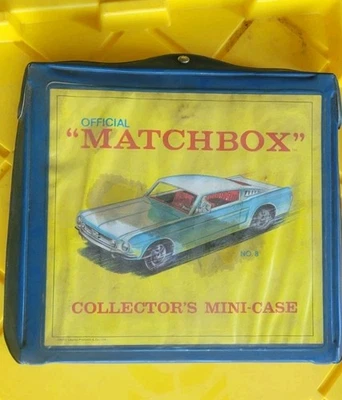 OFFICIAL
"MATCHBOX"
NO. 8
COLLECTOR'S MINI-CASE